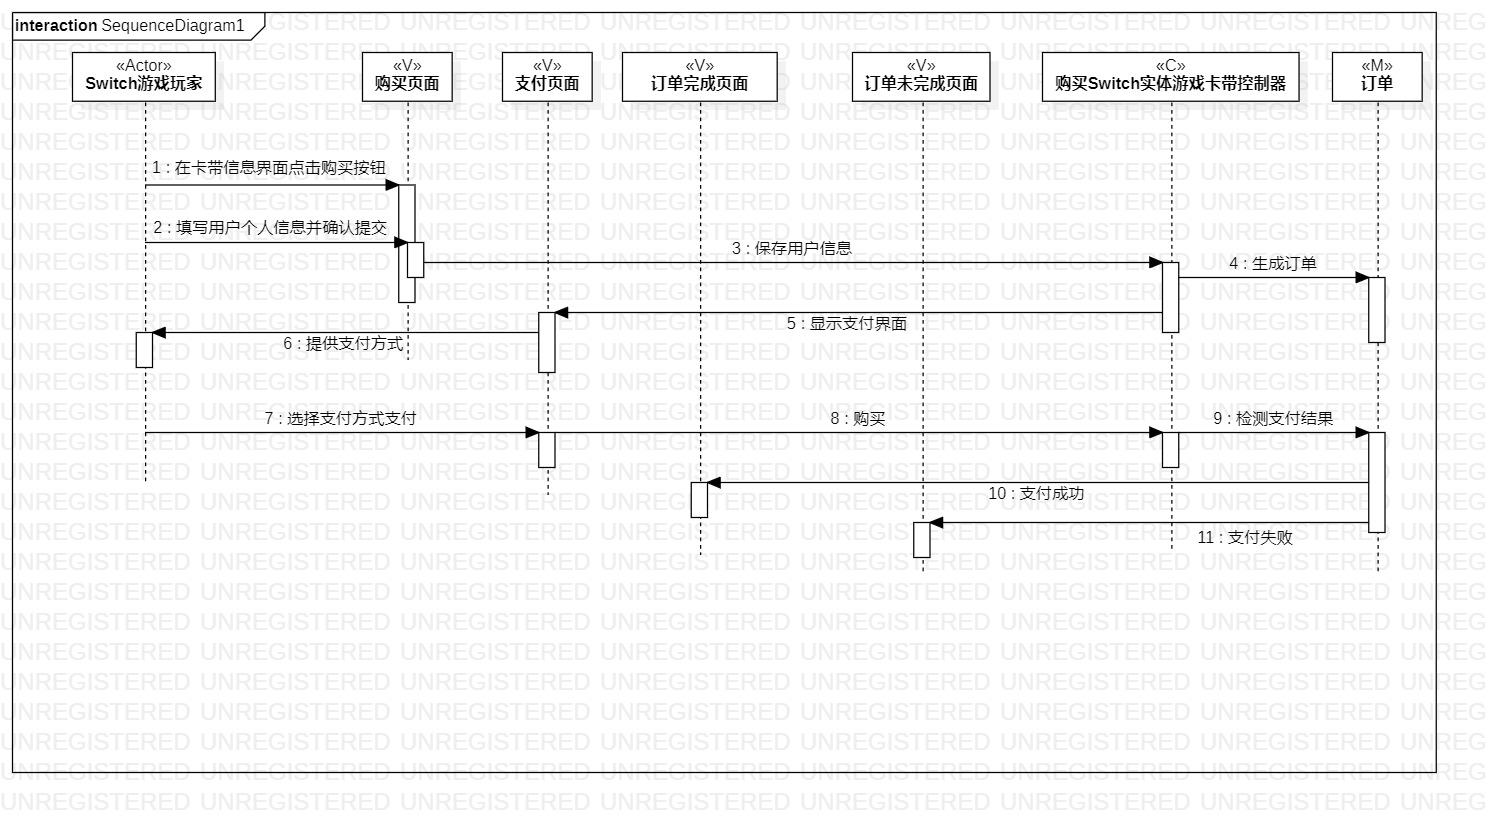 interaction SequenceDiagram1
«Actor»
Switch游戏玩家
«V»
购买页面
«V»
支付页面
«V»
订单完成页面
«V»
订单未完成页面
«C»
购买Switch实体游戏卡带控制器
«M»
订单
1 : 在卡带信息界面点击购买按钮
2 : 填写用户个人信息并确认提交
3 : 保存用户信息
4 : 生成订单
5 : 显示支付界面
6 : 提供支付方式
7 : 选择支付方式支付
8 : 购买
9 : 检测支付结果
10 : 支付成功
11 : 支付失败
UNREGISTERED